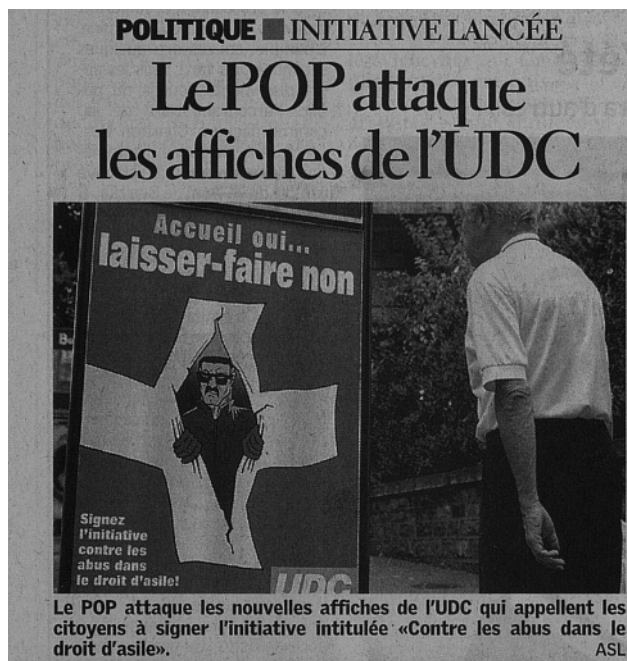 POLITIQUE ■ INITIATIVE LANCÉE
Le POP attaque
les affiches de l'UDC
Accueil oui...
laisser-faire non
Signez
l'initiative
contre les
abus dans
le droit d'asile!
UDC
Le POP attaque les nouvelles affiches de l'UDC qui appellent les
citoyens à signer l'initiative intitulée «Contre les abus dans le
droit d'asile».
ASL